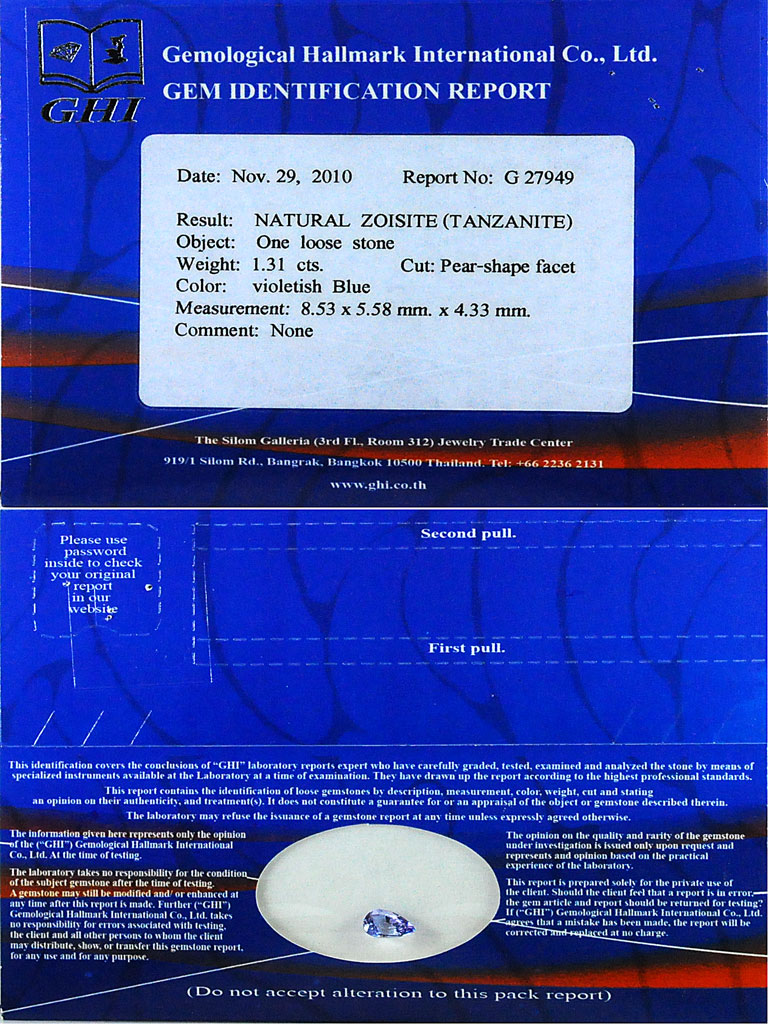 GHI
Gemological Hallmark International Co., Ltd.
GEM IDENTIFICATION REPORT
Date: Nov. 29, 2010 Report No: G 27949
Result: NATURAL ZOISITE (TANZANITE)
Object: One loose stone
Weight: 1.31 cts. Cut: Pear-shape facet
Color: violetish Blue
Measurement: 8.53 x 5.58 mm. x 4.33 mm.
Comment: None
The Silom Galleria (3rd Fl., Room 312) Jewelry Trade Center
919/1 Silom Rd., Bangrak, Bangkok 10500 Thailand. Tel: +66 2236 2131
www.ghi.co.th
Please use
password
inside to check
your original
report
in our
website
Second pull.
First pull.
This identification covers the conclusions of “GHI” laboratory reports expert who have carefully graded, tested, examined and analyzed the stone by means of
specialized instruments available at the Laboratory at a time of examination. They have drawn up the report according to the highest professional standards.
This report contains the identification of loose gemstones by description, measurement, color, weight, cut and stating
an opinion on their authenticity, and treatment(s). It does not constitute a guarantee for or an appraisal of the object or gemstone described therein.
The laboratory may refuse the issuance of a gemstone report at any time unless expressly agreed otherwise.
The information given here represents only the opinion
of the (“GHI”) Gemological Hallmark International
Co., Ltd. At the time of testing.
The laboratory takes no responsibility for the condition
of the subject gemstone after the time of testing.
A gemstone may still be modified and/ or enhanced at
any time after this report is made. Further (“GHI”)
Gemological Hallmark International Co., Ltd. takes
no responsibility for errors associated with testing,
the client and all other persons to whom the client
may distribute, show, or transfer this gemstone report,
for any use and for any purpose.
The opinion on the quality and rarity of the gemstone
under investigation is issued only upon request and
represents and opinion based on the practical
experience of the laboratory.
This report is prepared solely for the private use of
the client. Should the client feel that a report is in error,
the gem article and report should be returned for testing?
If (“GHI”) Gemological Hallmark International Co., Ltd.
agrees that a mistake has been made, the report will be
corrected and replaced at no charge.
(Do not accept alteration to this pack report)